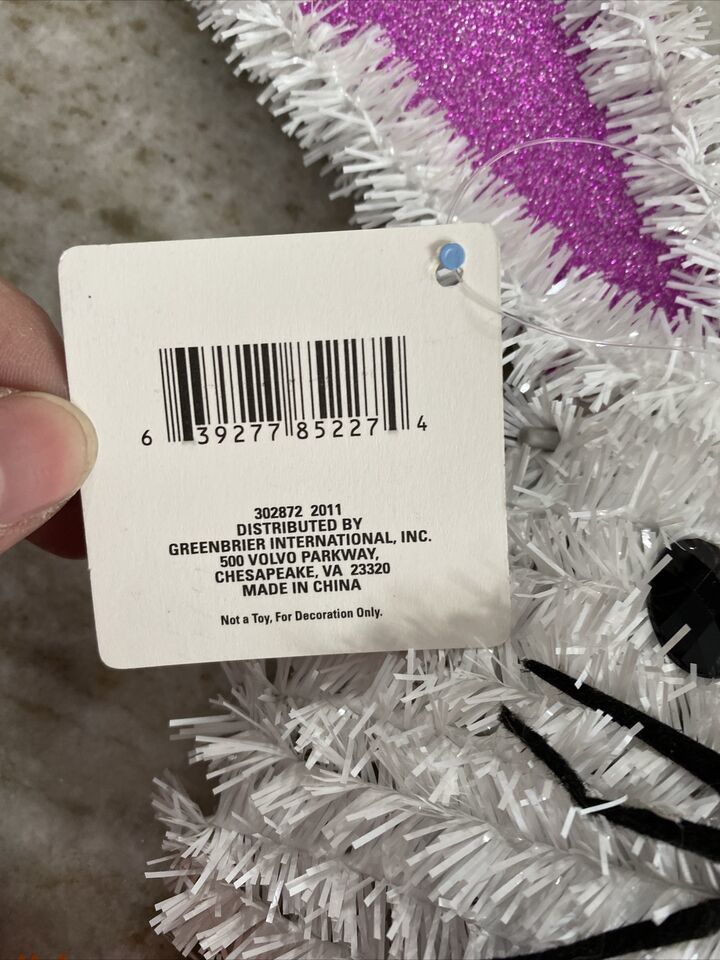 6 39277 85227 4
302872 2011
DISTRIBUTED BY
GREENBRIER INTERNATIONAL, INC.
500 VOLVO PARKWAY,
CHESAPEAKE, VA 23320
MADE IN CHINA
Not a Toy, For Decoration Only.